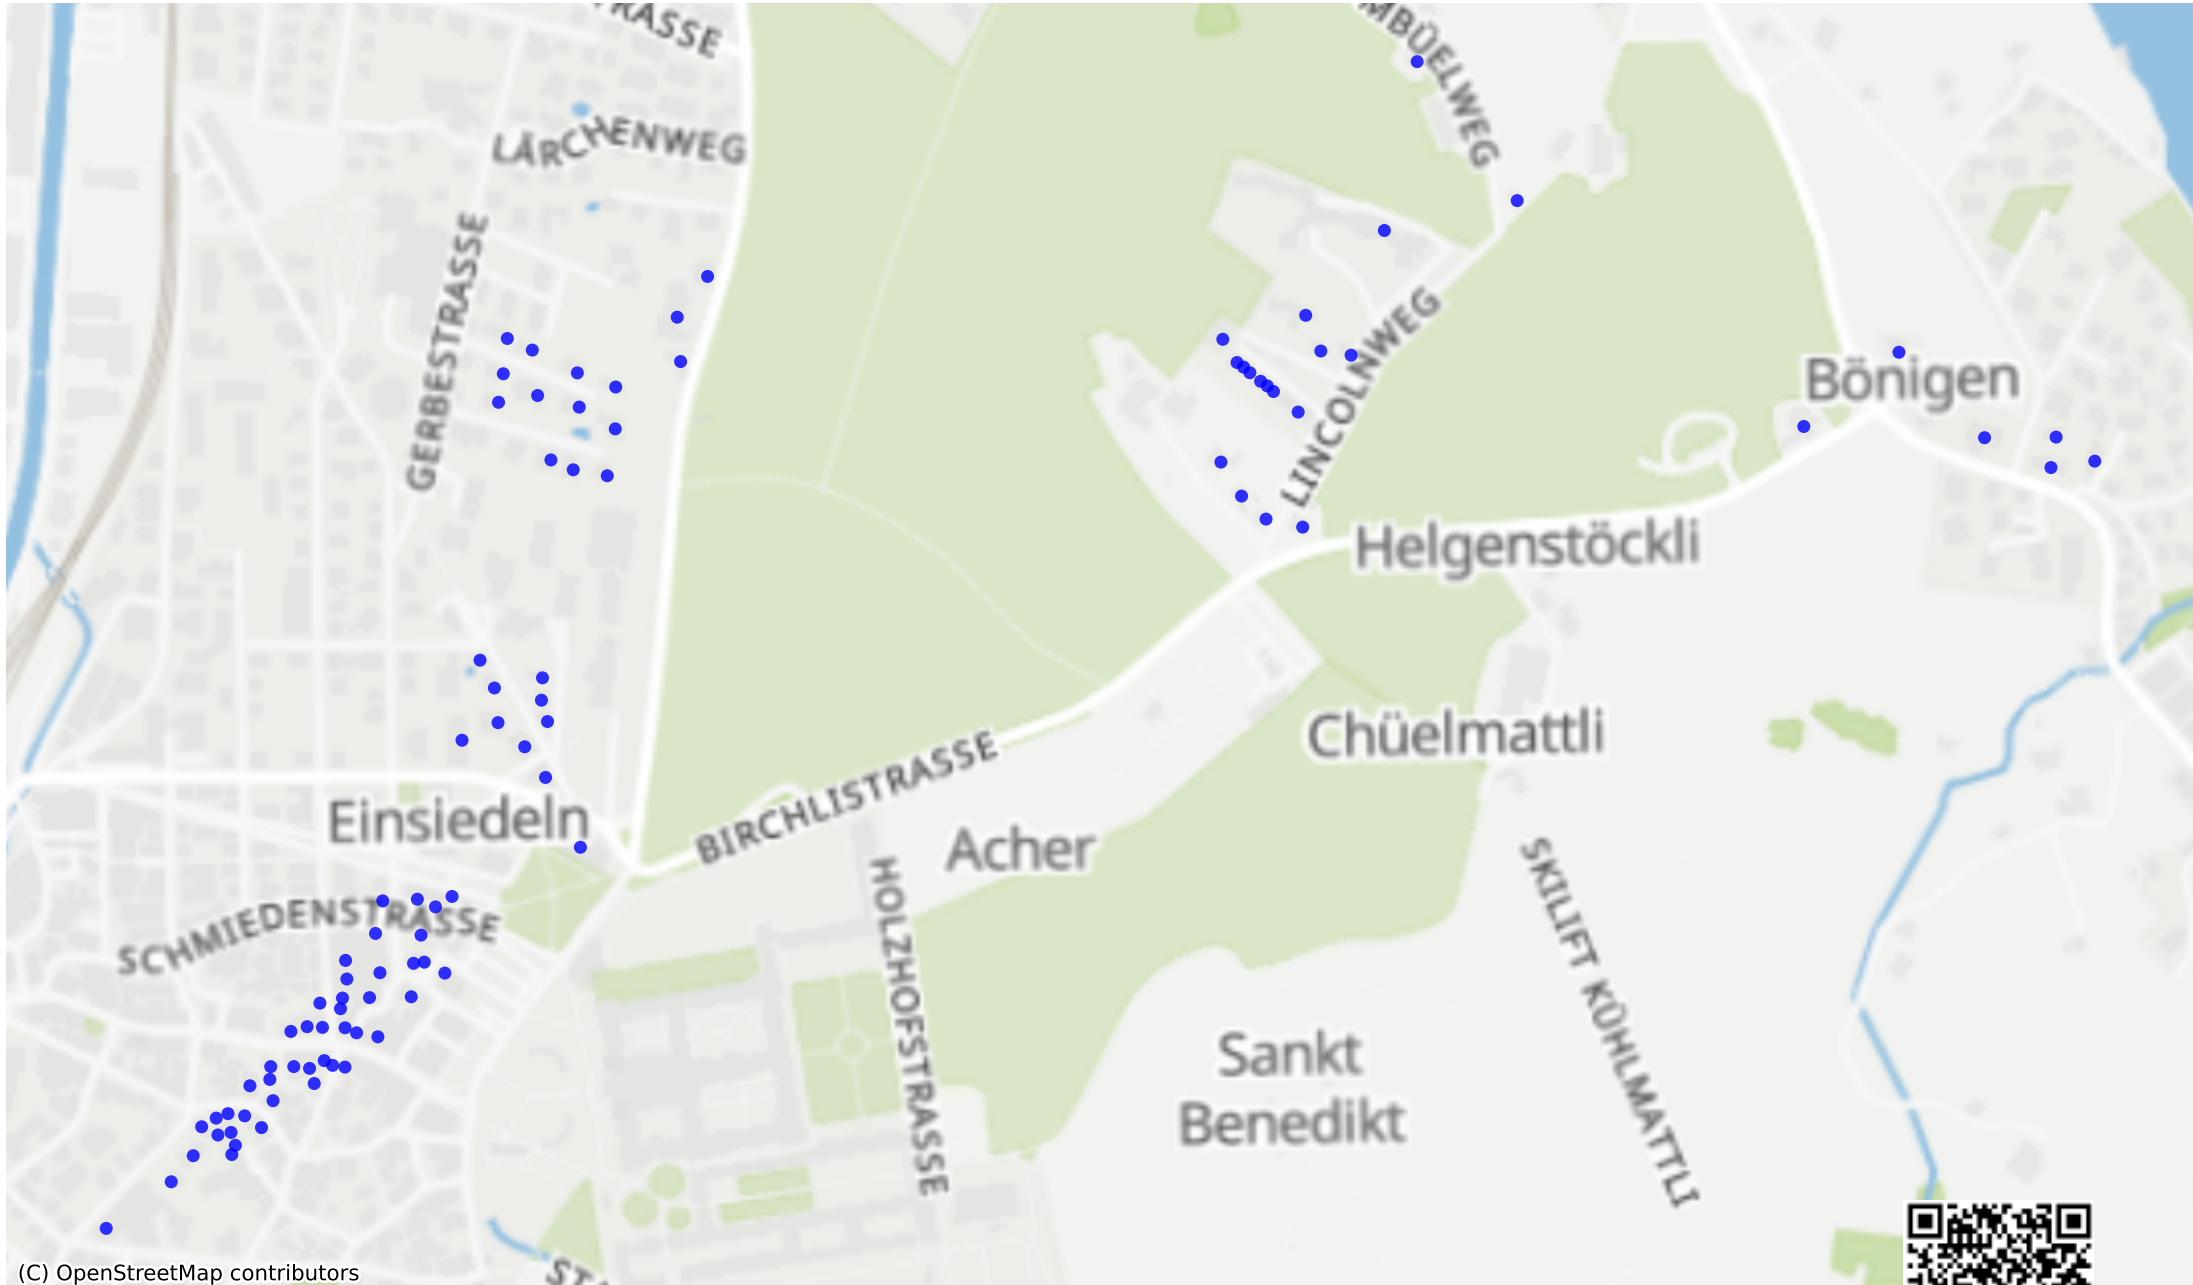 LÄRCHENWEG
GERBESTRASSE
LINCOLNWEG
Bönigen
Helgenstöckli
Chüelmattli
BIRCHLISTRASSE
Einsiedeln
Acher
SCHMIEDENSTRASSE
HOLZHOFSTRASSE
SKILIFT KÜHLMATTLI
Sankt
Benedikt
(C) OpenStreetMap contributors